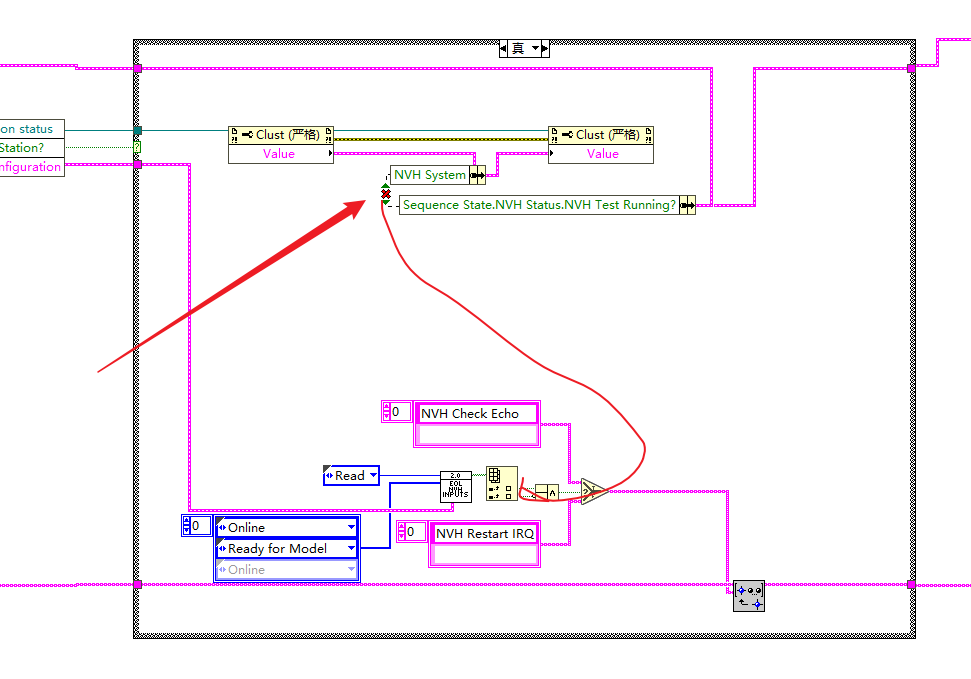 真
on status
Station?
nfiguration
Clust (严格)
Value
Clust (严格)
Value
NVH System
Sequence State.NVH Status.NVH Test Running?
0
NVH Check Echo
Read
2.0
EOL
NVH
INPUTS
0
Online
Ready for Model
Online
0
NVH Restart IRQ